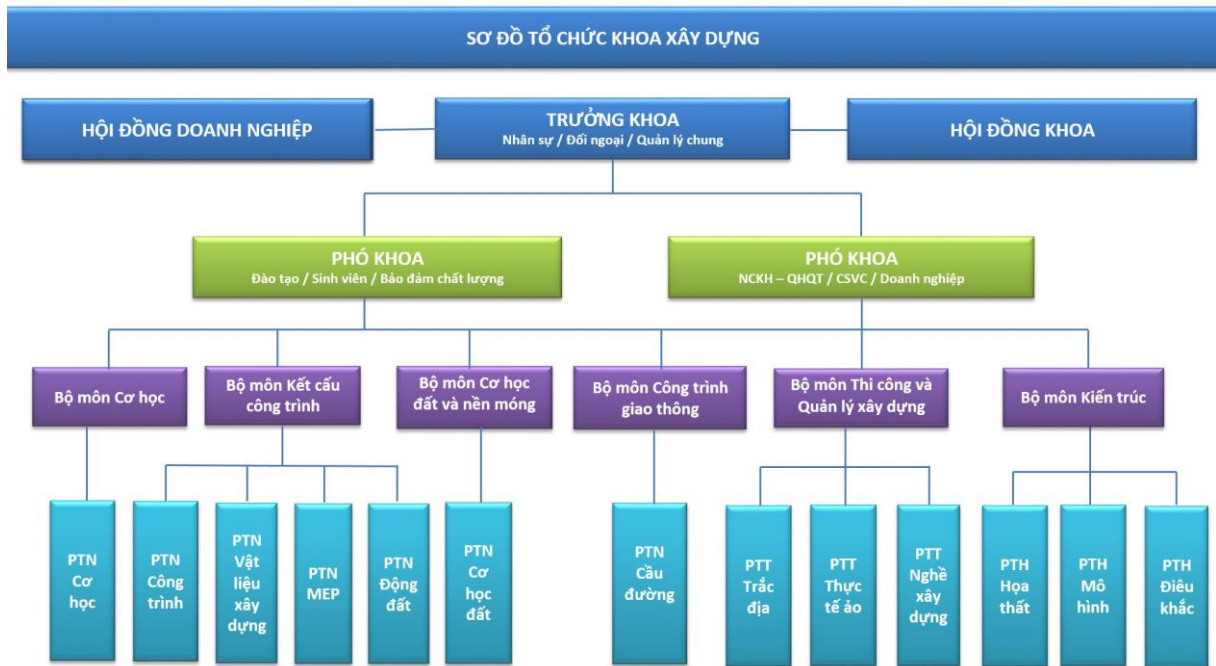 SƠ ĐỒ TỔ CHỨC KHOA XÂY DỰNG
HỘI ĐỒNG DOANH NGHIỆP
TRƯỞNG KHOA
Nhân sự / Đối ngoại / Quản lý chung
HỘI ĐỒNG KHOA
PHÓ KHOA
Đào tạo / Sinh viên / Bảo đảm chất lượng
PHÓ KHOA
NCKH – QHQT / CSVC / Doanh nghiệp
Bộ môn Cơ học
Bộ môn Kết cấu
công trình
Bộ môn Cơ học
đất và nền móng
Bộ môn Công trình
giao thông
Bộ môn Thi công và
Quản lý xây dựng
Bộ môn Kiến trúc
PTN
Cơ
học
PTN
Công
trình
PTN
Vật
liệu
xây
dựng
PTN
MEP
PTN
Động
đất
PTN
Cơ
học
đất
PTN
Cầu
đường
PTT
Trắc
địa
PTT
Thực
tế ảo
PTT
Nghề
xây
dựng
PTH
Họa
thất
PTH
Mô
hình
PTH
Điêu
khắc